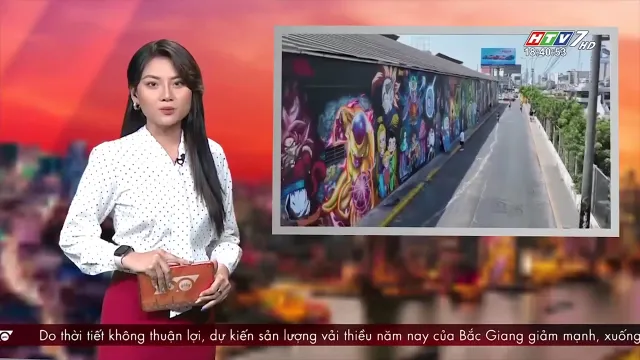 HTV7 HD
18:40:53
Do thời tiết không thuận lợi, dự kiến sản lượng vải thiều năm nay của Bắc Giang giảm mạnh, xuống